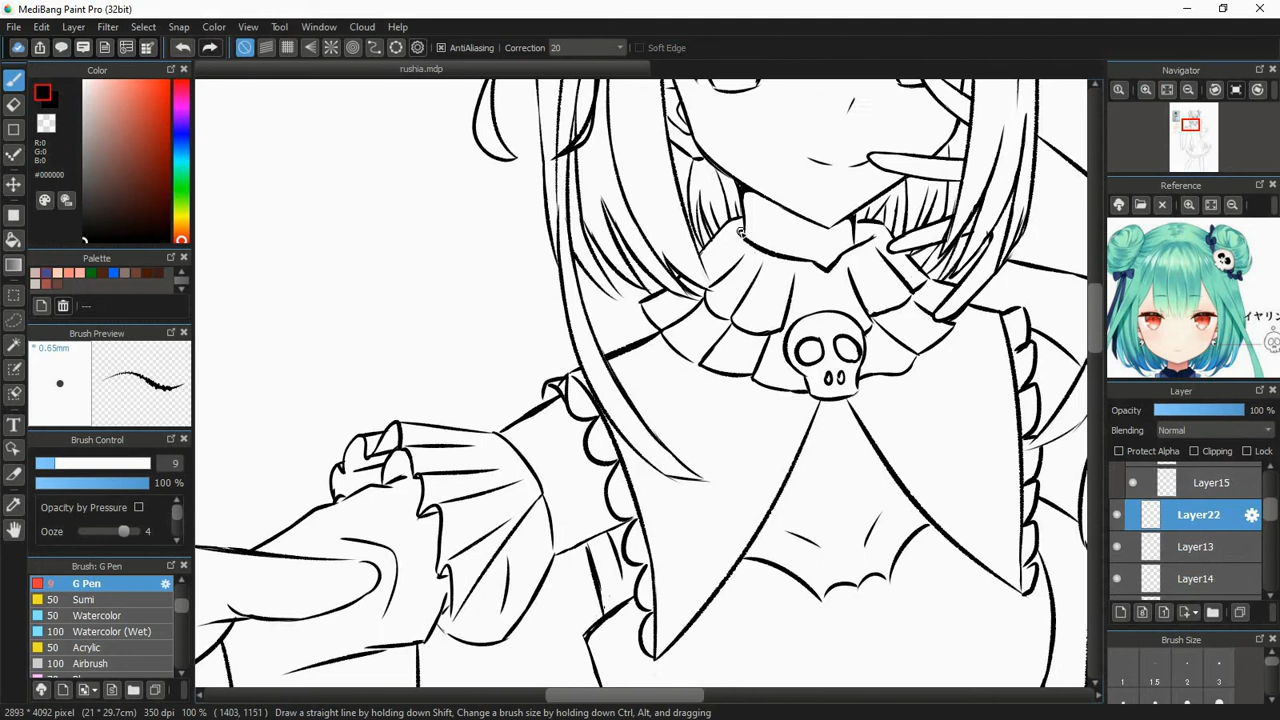 MediBang Paint Pro (32bit)
File Edit Layer Filter Select Snap Color View Tool Window Cloud Help
AntiAliasing Correction 20 Soft Edge
Color
rushia.mdp
Navigator
R:0
G:0
B:0
#000000
Reference
イヤリン
Palette
---
Brush Preview
* 0.65mm
Layer
Opacity 100 %
Blending Normal
Protect Alpha Clipping Lock
Brush Control
9
100 %
Opacity by Pressure
Ooze 4
Layer15
Layer22
Layer13
Layer14
Brush: G Pen
9 G Pen
50 Sumi
50 Watercolor
100 Watercolor (Wet)
50 Acrylic
100 Airbrush
Brush Size
1 1.5 2 3
2893 * 4092 pixel (21 * 29.7cm) 350 dpi 100 % ( 1403, 1151 ) Draw a straight line by holding down Shift, Change a brush size by holding down Ctrl, Alt, and dragging